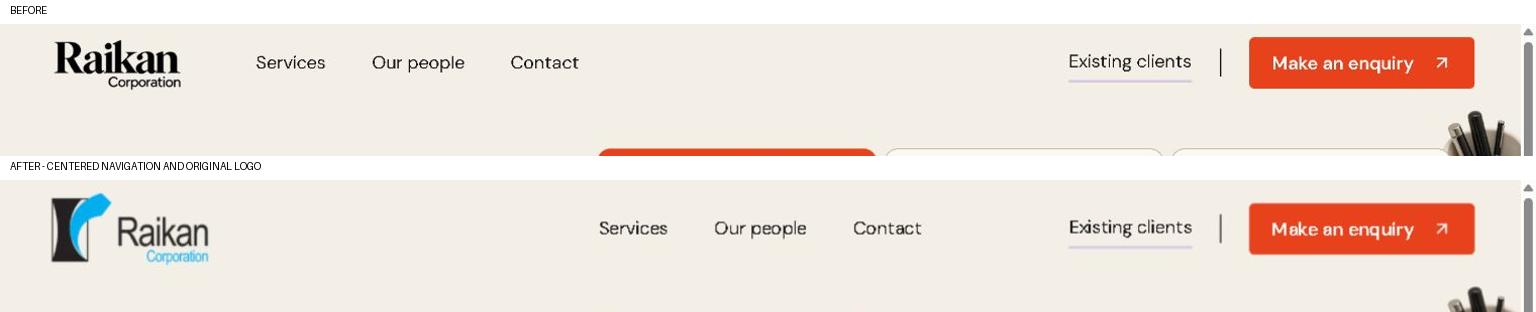 BEFORE
Raikan Services Our people Contact Existing clients Make an enquiry
Corporation
AFTER - CENTERED NAVIGATION AND ORIGINAL LOGO
Raikan Services Our people Contact Existing clients Make an enquiry
Corporation